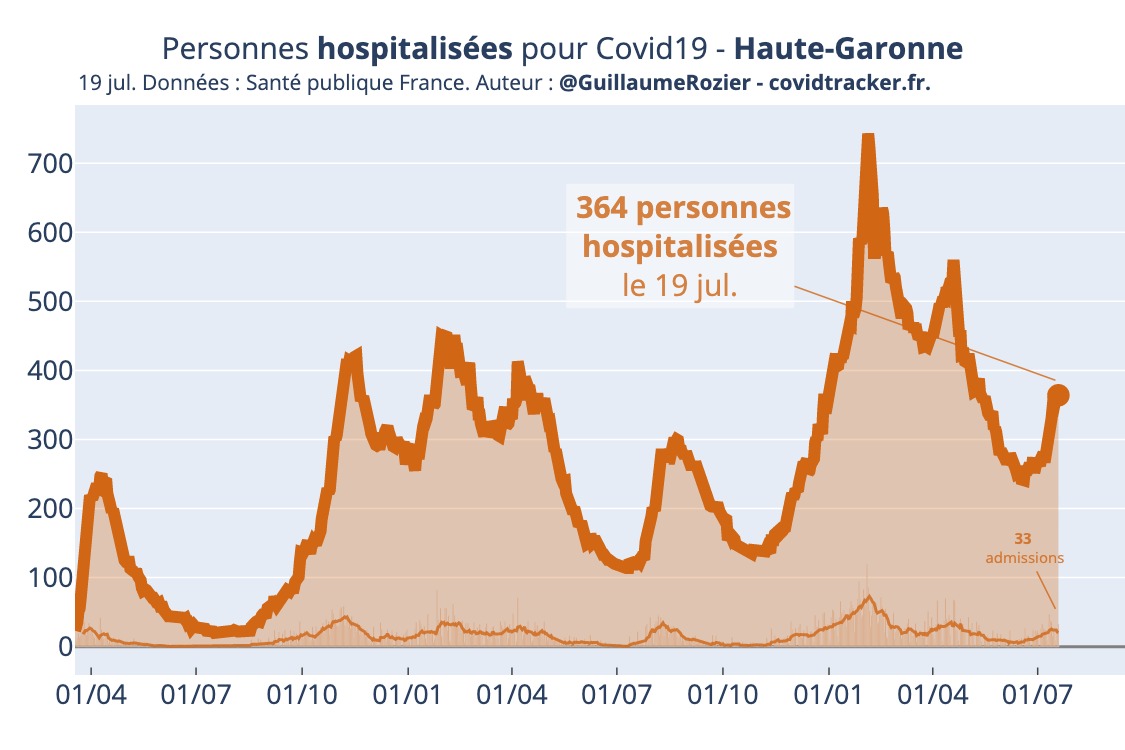 Personnes hospitalisées pour Covid19 - Haute-Garonne
19 jul. Données : Santé publique France. Auteur : @GuillaumeRozier - covidtracker.fr.
700
600
500
400
300
200
100
0
364 personnes
hospitalisées
le 19 jul.
33
admissions
01/04 01/07 01/10 01/01 01/04 01/07 01/10 01/01 01/04 01/07